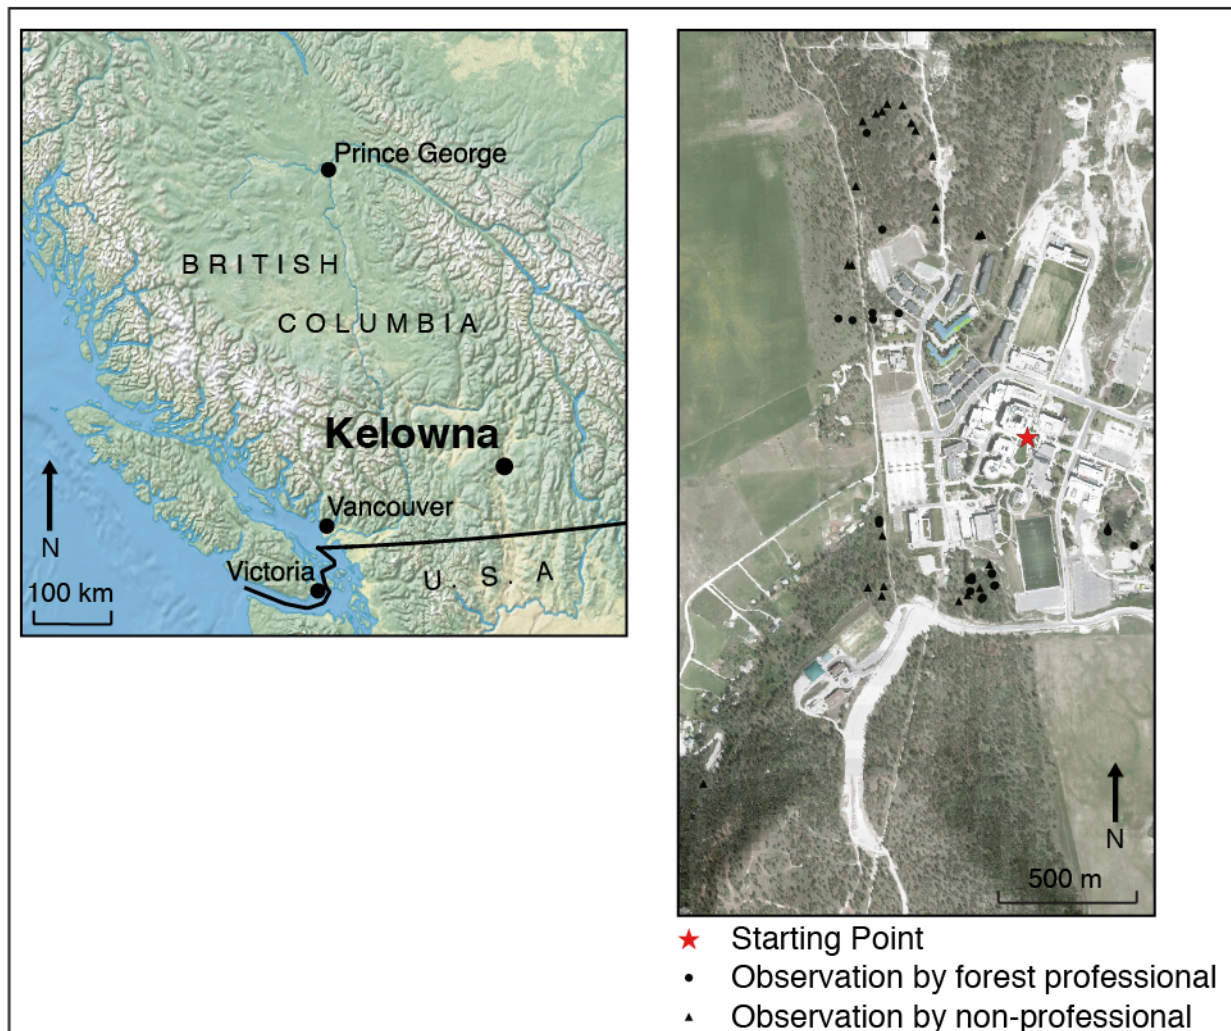 Prince George
BRITISH
COLUMBIA
Kelowna
Vancouver
N
Victoria
U. S. A
100 km
N
500 m
Starting Point
Observation by forest professional
Observation by non-professional